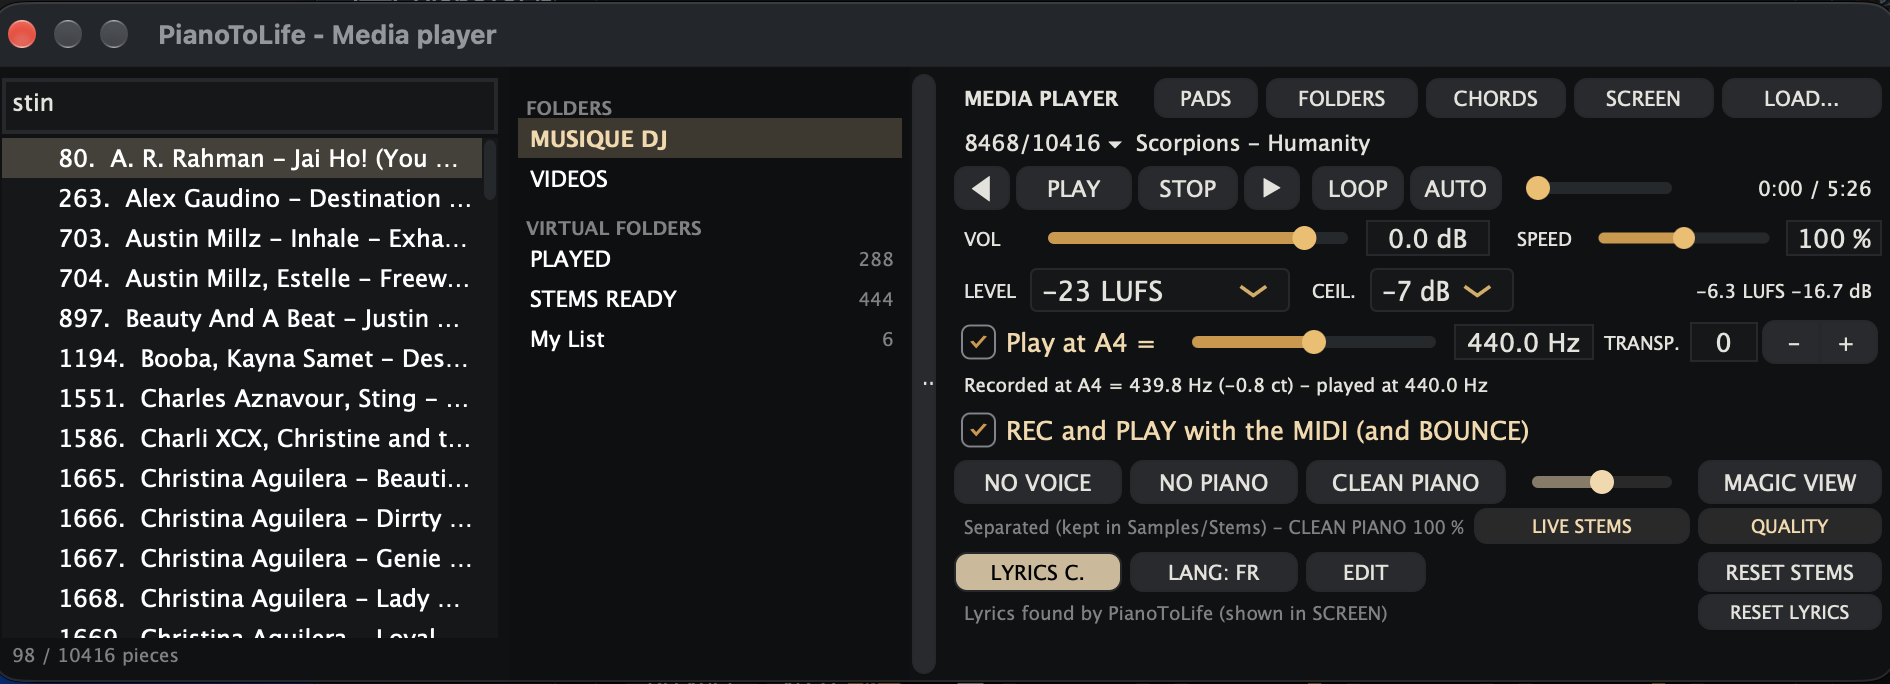 PianoToLife - Media player
stin
80. A. R. Rahman – Jai Ho! (You ...
263. Alex Gaudino – Destination ...
703. Austin Millz – Inhale – Exha...
704. Austin Millz, Estelle – Freew...
897. Beauty And A Beat – Justin ...
1194. Booba, Kayna Samet – Des...
1551. Charles Aznavour, Sting – ...
1586. Charli XCX, Christine and t...
1665. Christina Aguilera – Beauti...
1666. Christina Aguilera – Dirrty ...
1667. Christina Aguilera – Genie ...
1668. Christina Aguilera – Lady ...
1669. Christina Aguilera – Loyal
98 / 10416 pieces
FOLDERS
MUSIQUE DJ
VIDEOS
VIRTUAL FOLDERS
PLAYED 288
STEMS READY 444
My List 6
MEDIA PLAYER PADS FOLDERS CHORDS SCREEN LOAD...
8468/10416 Scorpions – Humanity
PLAY STOP LOOP AUTO 0:00 / 5:26
VOL 0.0 dB SPEED 100 %
LEVEL -23 LUFS CEIL. -7 dB -6.3 LUFS -16.7 dB
Play at A4 = 440.0 Hz TRANSP. 0 - +
Recorded at A4 = 439.8 Hz (-0.8 ct) – played at 440.0 Hz
REC and PLAY with the MIDI (and BOUNCE)
NO VOICE NO PIANO CLEAN PIANO MAGIC VIEW
Separated (kept in Samples/Stems) – CLEAN PIANO 100 % LIVE STEMS QUALITY
LYRICS C. LANG: FR EDIT RESET STEMS
Lyrics found by PianoToLife (shown in SCREEN) RESET LYRICS